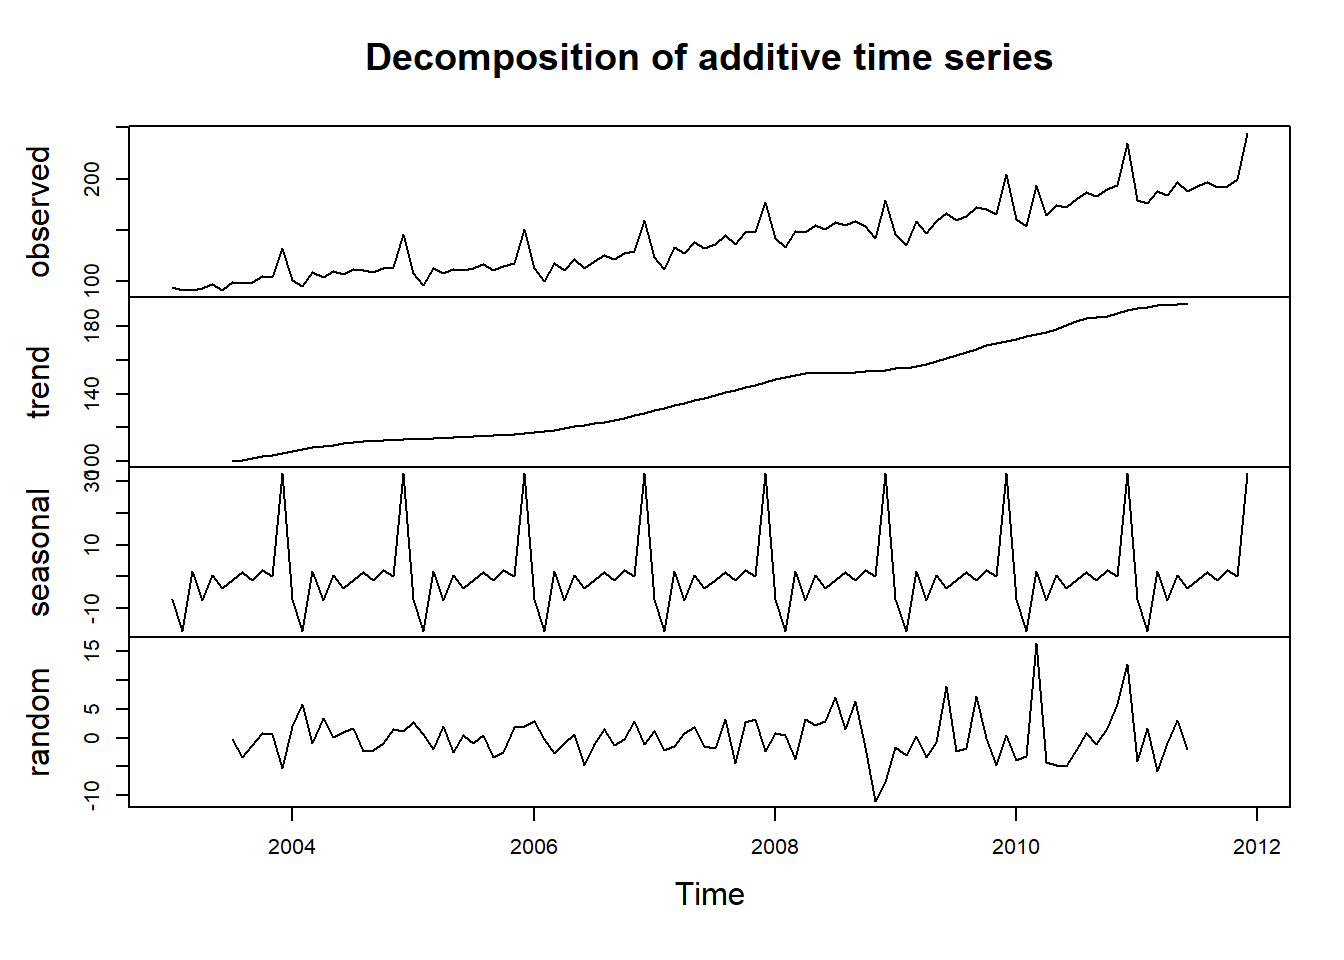 Decomposition of additive time series
observed
100 200
trend
100 140 180
seasonal
-10 10 30
random
-10 0 5 15
2004 2006 2008 2010 2012
Time